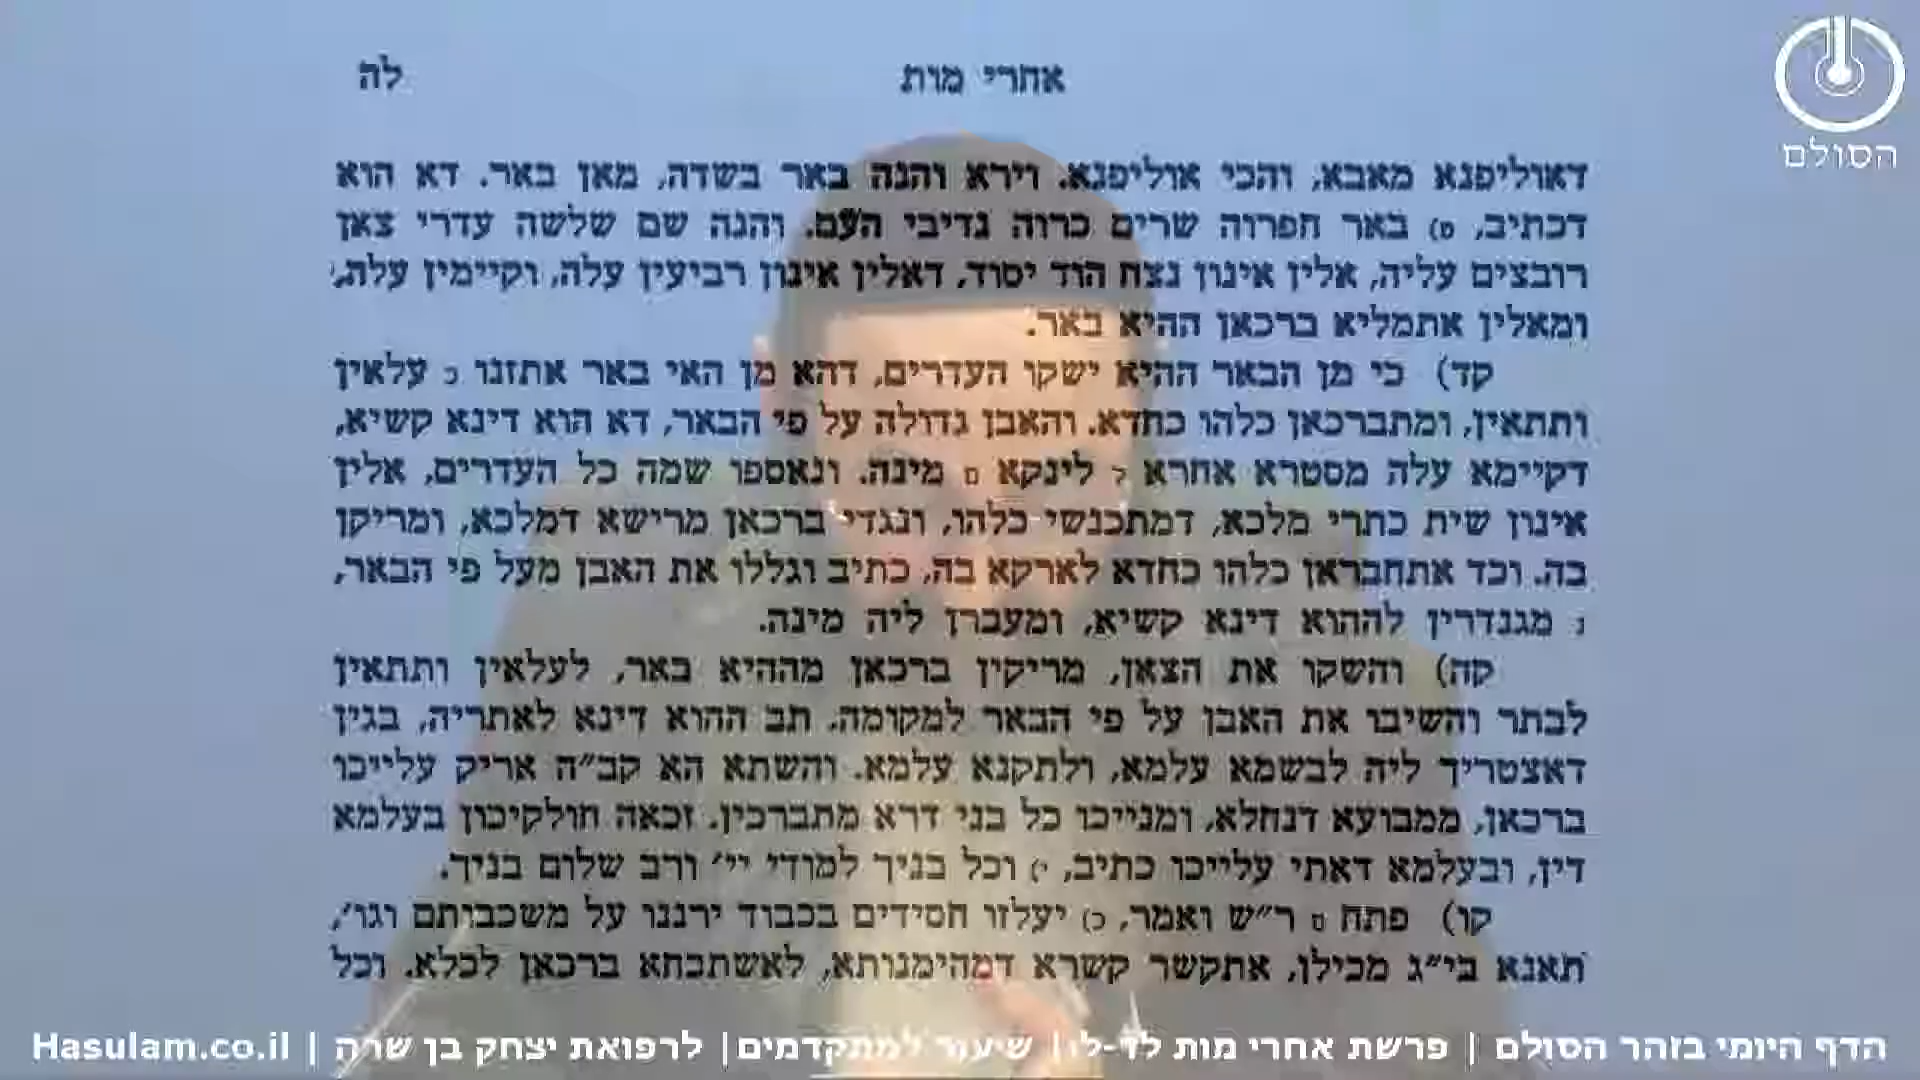 אחרי מות
לה
הסולם
דאוליפנא מאבא, והכי אוליפנא. וירא והנה באר בשדה, מאן באר. דא הוא
דכתיב, ס) באר חפרוה שרים כרוה נדיבי העם. והנה שם שלשה עדרי צאן
רובצים עליה, אלין אינון נצח הוד יסוד, דאלין אינון רביעין עלה, וקיימין עלה,
ומאלין אתמליא ברכאן ההיא באר.
קד) כי מן הבאר ההיא ישקו העדרים, דהא מן האי באר אתזנו כ עלאין
ותתאין, ומתברכאן כלהו כחדא. והאבן גדולה על פי הבאר, דא הוא דינא קשיא,
דקיימא עלה מסטרא אחרא ל לינקא מ מינה. ונאספו שמה כל העדרים, אלין
אינון שית כתרי מלכא, דמתכנשי כלהו, ונגדי ברכאן מרישא דמלכא, ומריקן
בה. וכד אתחבראן כלהו כחדא לארקא בה, כתיב וגללו את האבן מעל פי הבאר,
נ מגנדרין לההוא דינא קשיא, ומעברן ליה מינה.
קה) והשקו את הצאן, מריקין ברכאן מההיא באר, לעלאין ותתאין
לבתר והשיבו את האבן על פי הבאר למקומה. תב ההוא דינא לאתריה, בגין
דאצטריך ליה לבשמא עלמא, ולתקנא עלמא. והשתא הא קב״ה אריק עלייכו
ברכאן, ממבועא דנחלא, ומנייכו כל בני דרא מתברכין. זכאה חולקיכון בעלמא
דין, ובעלמא דאתי עלייכו כתיב, י) וכל בניך למודי יי׳ ורב שלום בניך.
קו) פתח ס ר״ש ואמר, כ) יעלזו חסידים בכבוד ירננו על משכבותם וגו׳,
תאנא בי״ג מכילן, אתקשר קשרא דמהימנותא, לאשתכחא ברכאן לכלא. וכל
הדף היומי בזהר הסולם | פרשת אחרי מות לד-לו | שיעור למתקדמים | לרפואת יצחק בן שרה | Hasulam.co.il